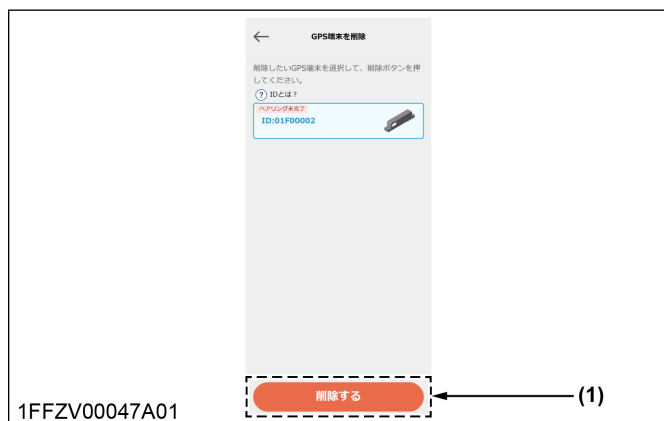 GPS端末を削除
削除したいGPS端末を選択して、削除ボタンを押
してください。
? IDとは？
ペアリング未完了
ID:01F00002
削除する
(1)
1FFZV00047A01